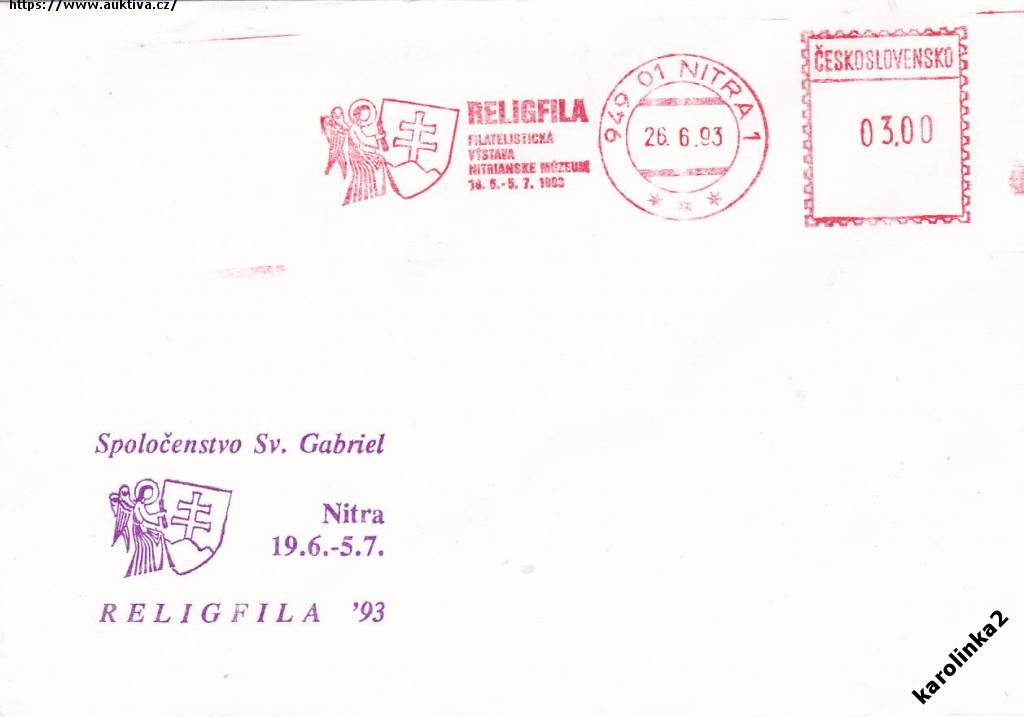 https://www.auktiva.cz/
RELIGFILA
FILATELISTICKÁ
VÝSTAVA
NITRIANSKE MÚZEUM
19. 6.-5. 7. 1993
949 01 NITRA 1
26. 6.93
ČESKOSLOVENSKO
03,00
Spoločenstvo Sv. Gabriel
Nitra
19.6.-5.7.
RELIGFILA '93
karolinka2